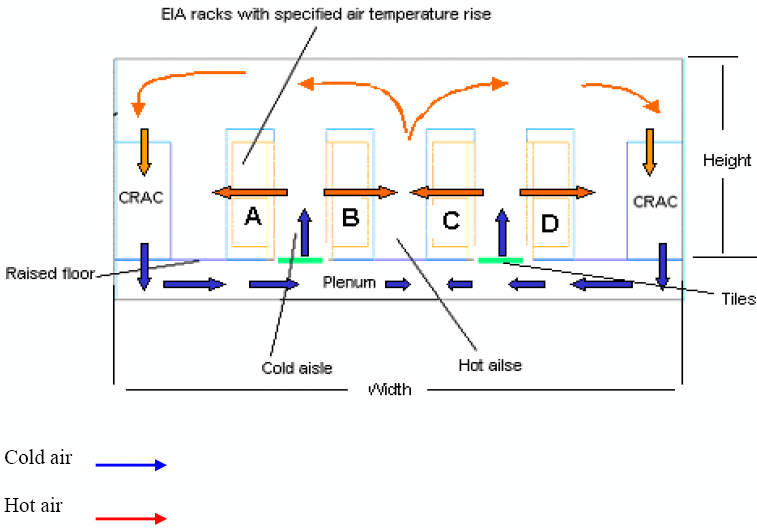 EIA racks with specified air temperature rise
Height
CRAC
CRAC
A
B
C
D
Raised floor
Plenum
Tiles
Cold aisle
Hot ailse
Width
Cold air
Hot air